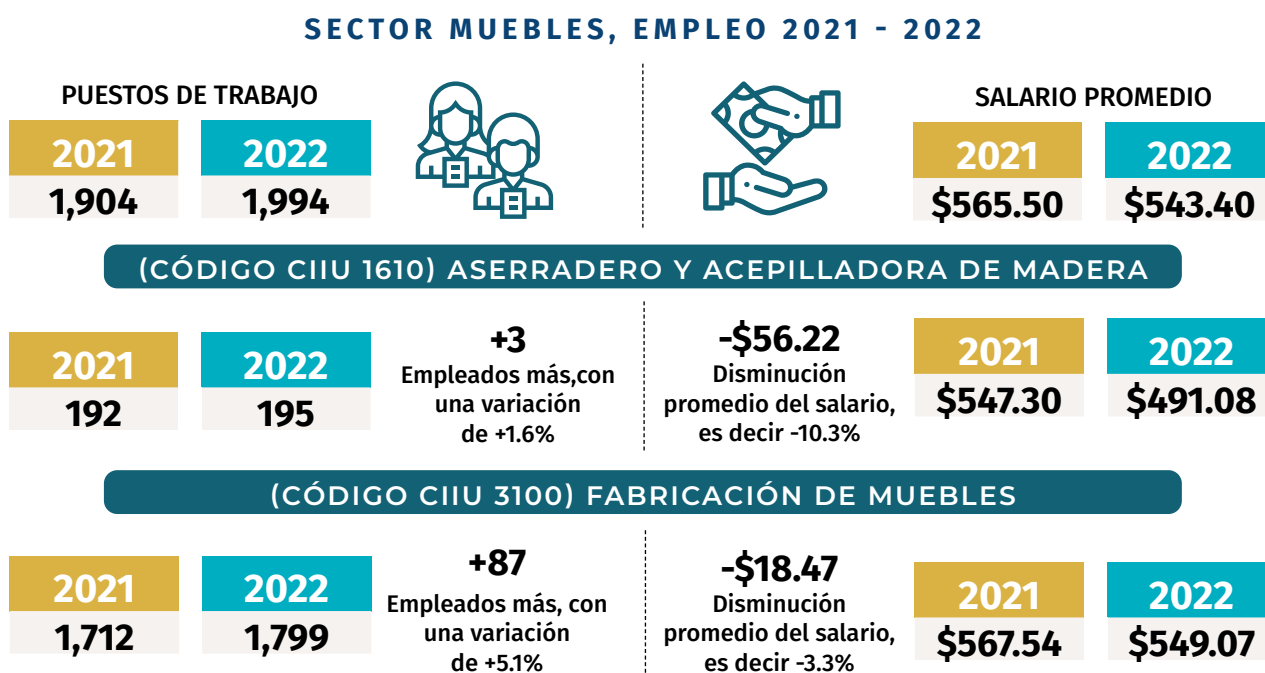 SECTOR MUEBLES, EMPLEO 2021 - 2022
PUESTOS DE TRABAJO
2021
2022
1,904
1,994
SALARIO PROMEDIO
2021
2022
$565.50
$543.40
(CÓDIGO CIIU 1610) ASERRADERO Y ACEPILLADORA DE MADERA
2021
2022
192
195
+3
Empleados más,con
una variación
de +1.6%
-$56.22
Disminución
promedio del salario,
es decir -10.3%
2021
2022
$547.30
$491.08
(CÓDIGO CIIU 3100) FABRICACIÓN DE MUEBLES
2021
2022
1,712
1,799
+87
Empleados más, con
una variación
de +5.1%
-$18.47
Disminución
promedio del salario,
es decir -3.3%
2021
2022
$567.54
$549.07